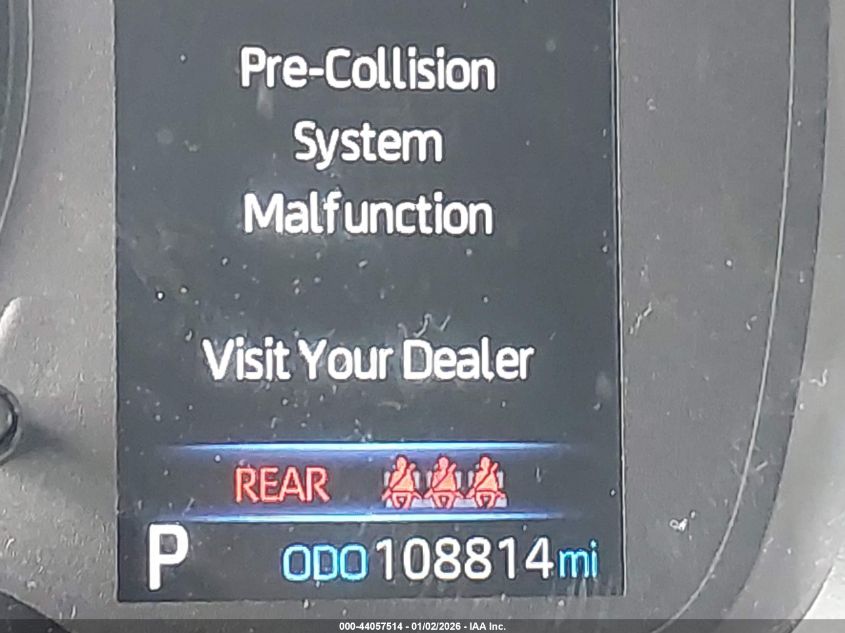 Pre-Collision
System
Malfunction
Visit Your Dealer
REAR
P ODO 108814 mi
000-44057514 - 01/02/2026 - IAA Inc.